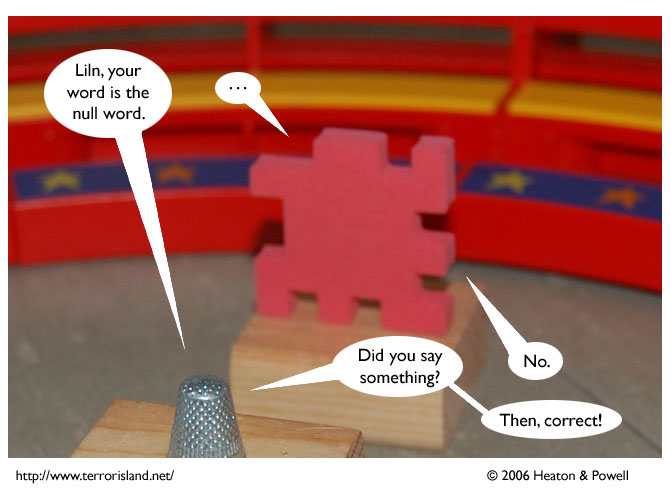 Liln, your
word is the
null word.
...
Did you say
something?
No.
Then, correct!
http://www.terrorisland.net/
© 2006 Heaton & Powell